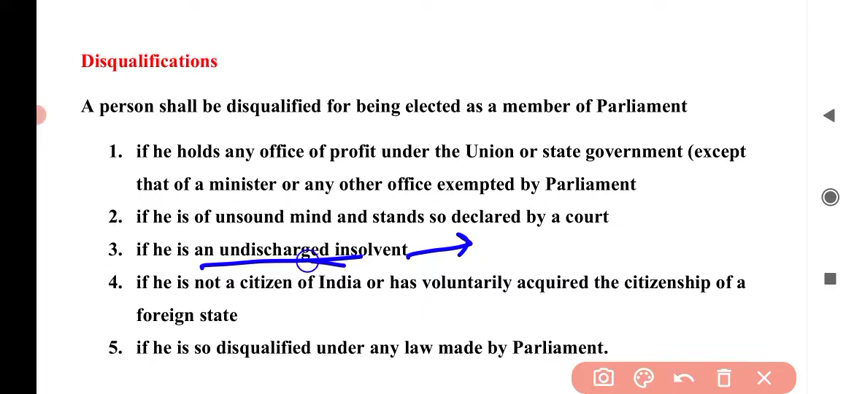 Disqualifications
A person shall be disqualified for being elected as a member of Parliament
1. if he holds any office of profit under the Union or state government (except
that of a minister or any other office exempted by Parliament
2. if he is of unsound mind and stands so declared by a court
3. if he is an undischarged insolvent
4. if he is not a citizen of India or has voluntarily acquired the citizenship of a
foreign state
5. if he is so disqualified under any law made by Parliament.